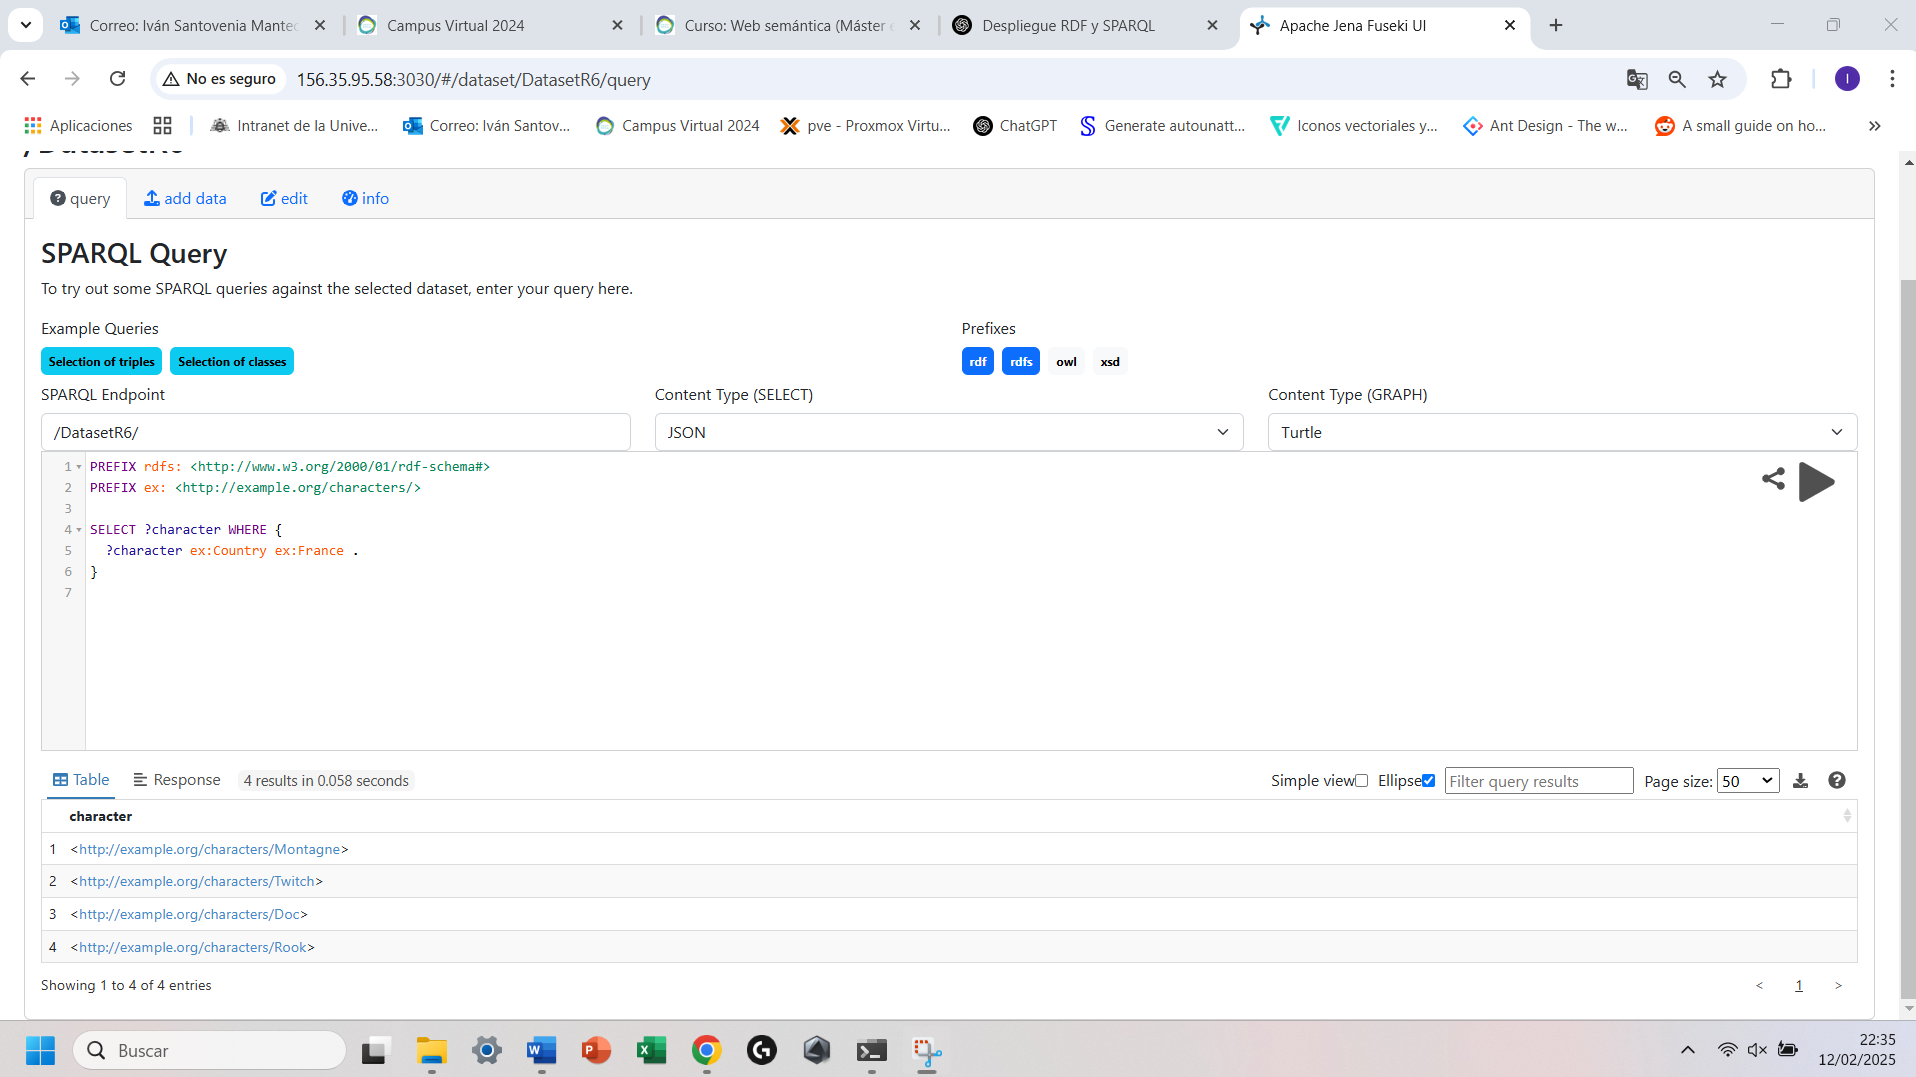 Correo: Iván Santovenia Mantec
Campus Virtual 2024
Curso: Web semántica (Máster e
Despliegue RDF y SPARQL
Apache Jena Fuseki UI
No es seguro
156.35.95.58:3030/#/dataset/DatasetR6/query
I
Aplicaciones
Intranet de la Unive...
Correo: Iván Santov...
Campus Virtual 2024
pve - Proxmox Virtu...
ChatGPT
Generate autounatt...
Iconos vectoriales y...
Ant Design - The w...
A small guide on ho...
/DatasetR6
query
add data
edit
info
SPARQL Query
To try out some SPARQL queries against the selected dataset, enter your query here.
Example Queries
Prefixes
Selection of triples
Selection of classes
rdf
rdfs
owl
xsd
SPARQL Endpoint
Content Type (SELECT)
Content Type (GRAPH)
/DatasetR6/
JSON
Turtle
1 PREFIX rdfs: <http://www.w3.org/2000/01/rdf-schema#>
2 PREFIX ex: <http://example.org/characters/>
3
4 SELECT ?character WHERE {
5   ?character ex:Country ex:France .
6 }
7
Table
Response
4 results in 0.058 seconds
Simple view
Ellipse
Filter query results
Page size: 50
character
1 <http://example.org/characters/Montagne>
2 <http://example.org/characters/Twitch>
3 <http://example.org/characters/Doc>
4 <http://example.org/characters/Rook>
Showing 1 to 4 of 4 entries
< 1 >
Buscar
22:35
12/02/2025